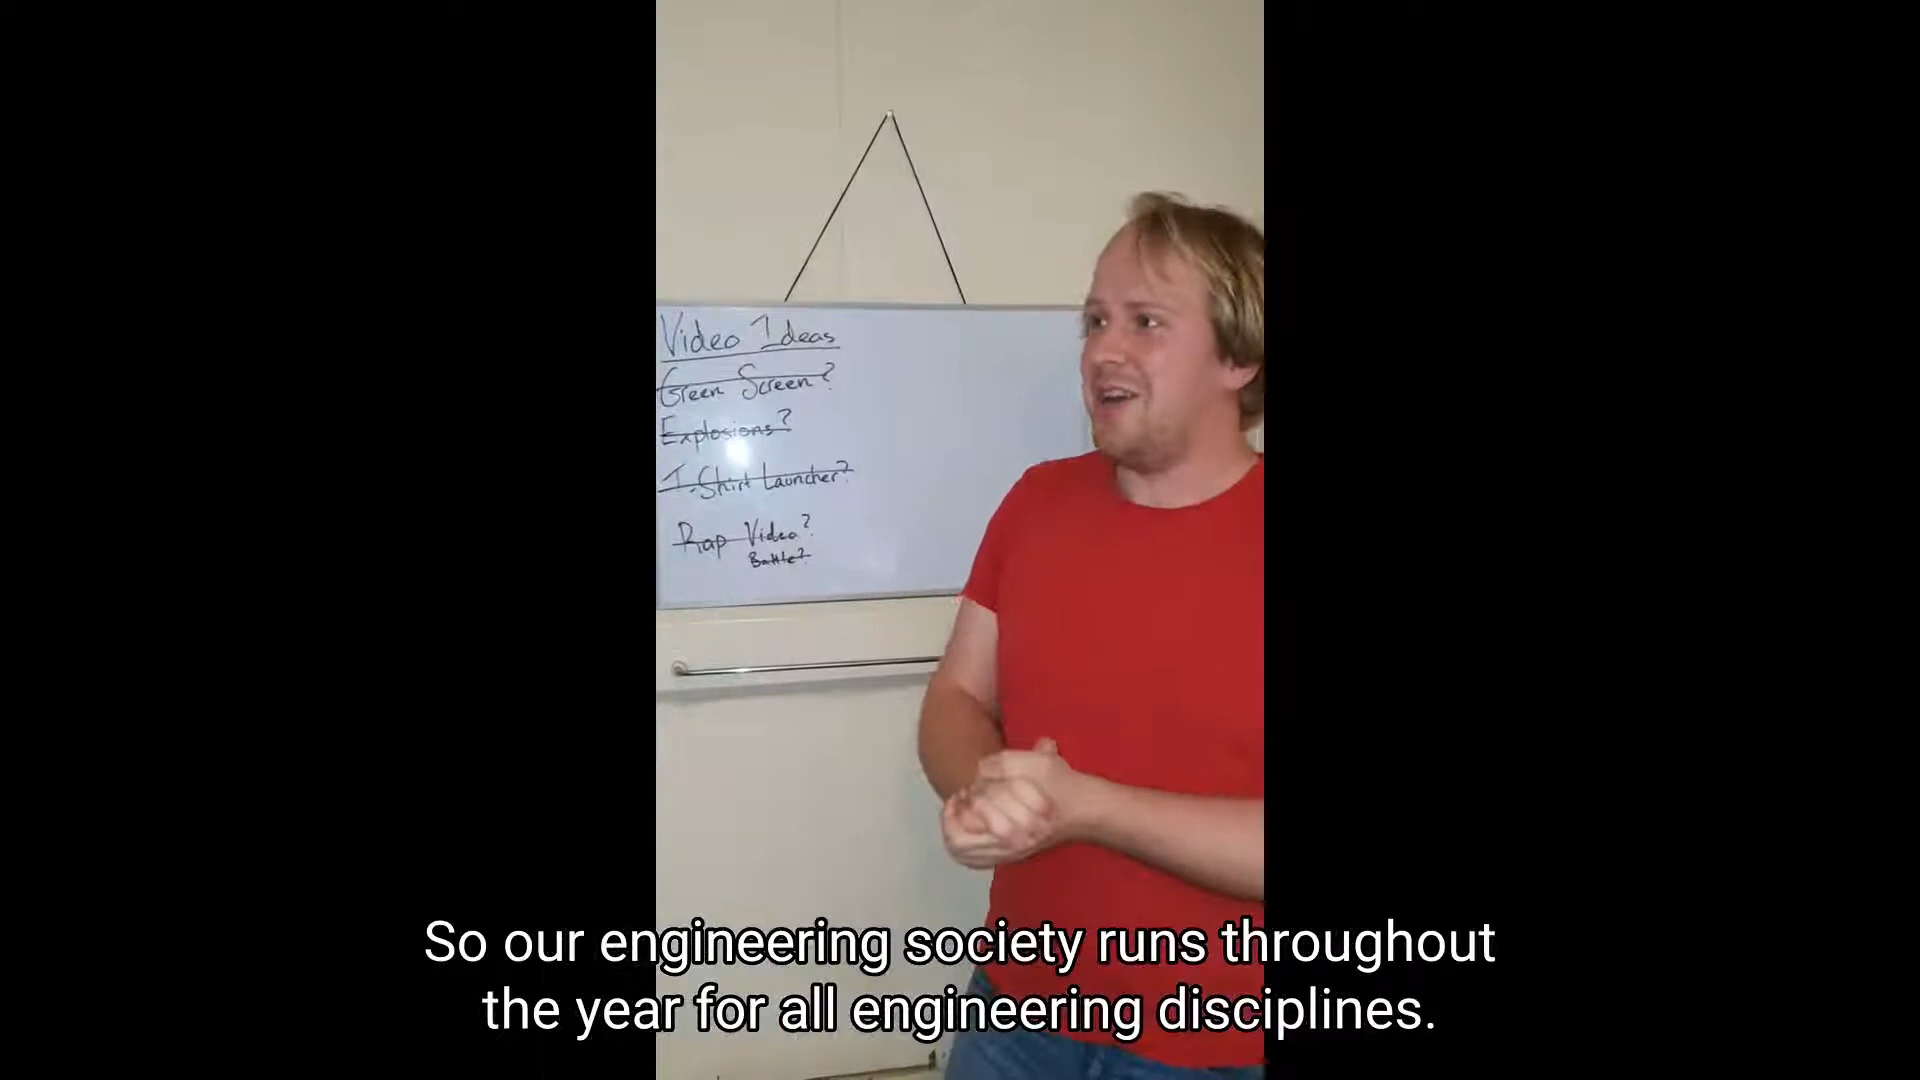 Video Ideas
Green Screen?
Explosions?
T-Shirt Launcher?
Rap Video?
Battle?
So our engineering society runs throughout
the year for all engineering disciplines.